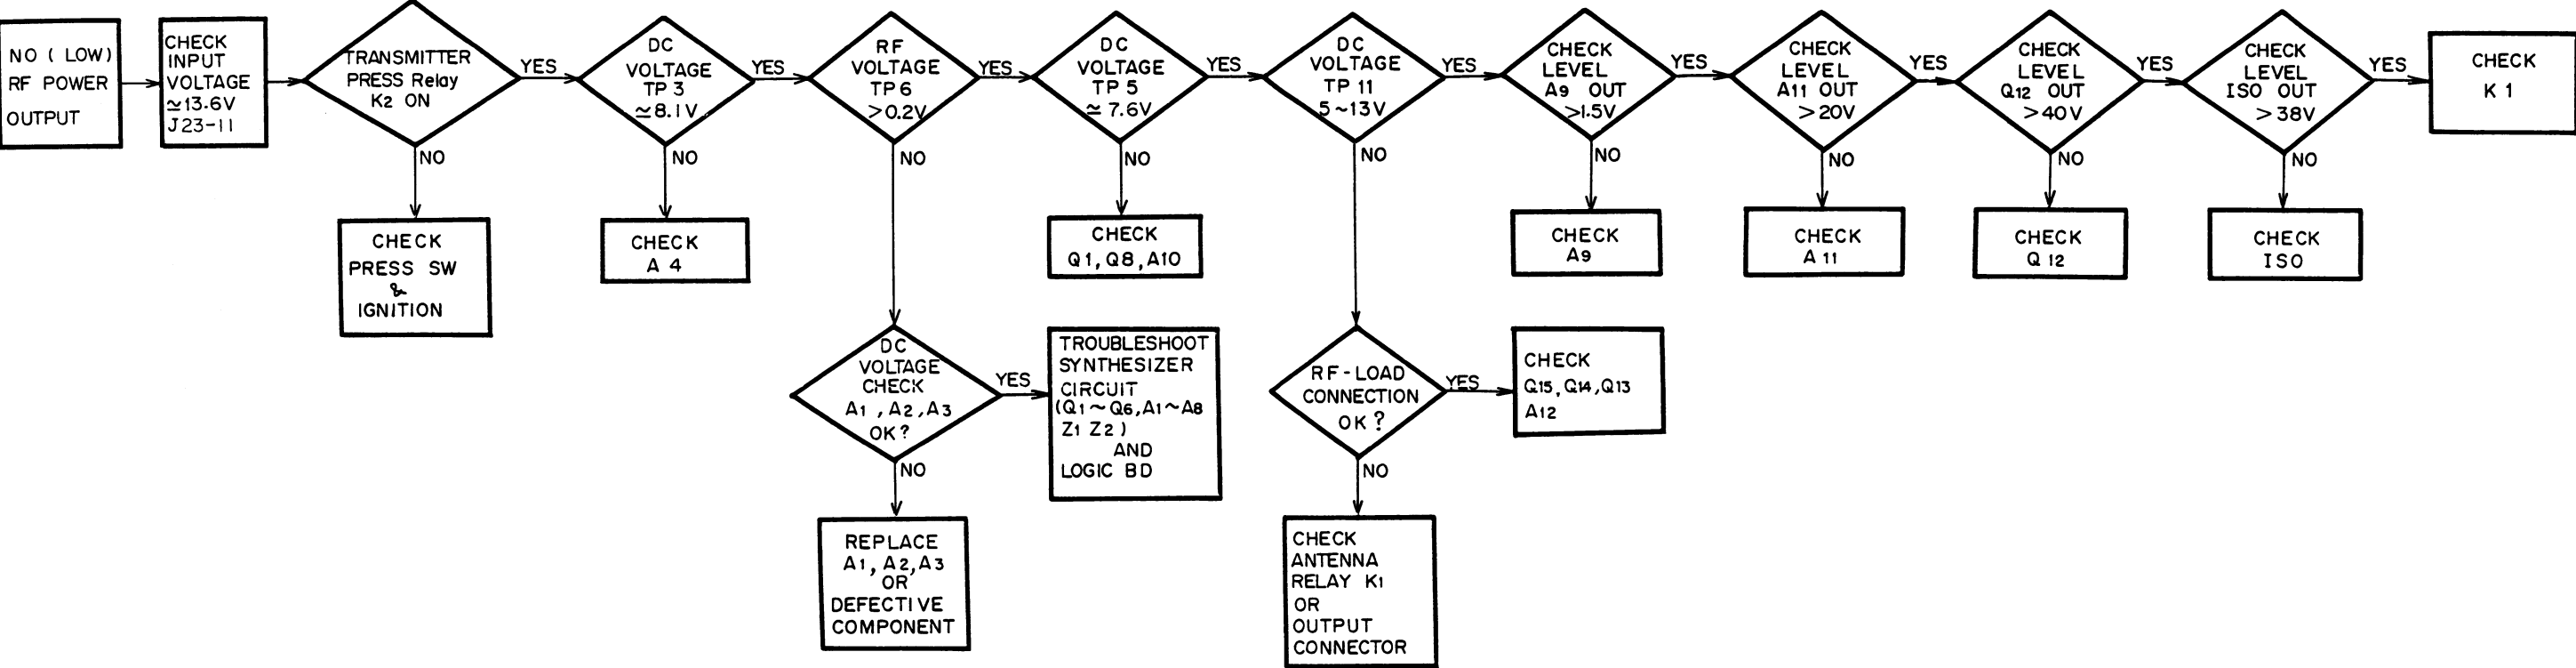 NO (LOW)
RF POWER
OUTPUT
CHECK
INPUT
VOLTAGE
≃13.6V
J23-11
TRANSMITTER
PRESS Relay
K2 ON
YES
NO
CHECK
PRESS SW
&
IGNITION
DC
VOLTAGE
TP 3
≃8.1V
YES
NO
CHECK
A 4
RF
VOLTAGE
TP6
>0.2V
YES
NO
DC
VOLTAGE
CHECK
A1, A2, A3
OK?
YES
NO
TROUBLESHOOT
SYNTHESIZER
CIRCUIT
(Q1~Q6, A1~A8
Z1 Z2)
AND
LOGIC BD
REPLACE
A1, A2, A3
OR
DEFECTIVE
COMPONENT
DC
VOLTAGE
TP 5
≃ 7.6V
YES
NO
CHECK
Q1, Q8, A10
DC
VOLTAGE
TP 11
5~13V
YES
NO
RF-LOAD
CONNECTION
OK?
YES
NO
CHECK
Q15, Q14, Q13
A12
CHECK
ANTENNA
RELAY K1
OR
OUTPUT
CONNECTOR
CHECK
LEVEL
A9 OUT
>1.5V
YES
NO
CHECK
A9
CHECK
LEVEL
A11 OUT
>20V
YES
NO
CHECK
A 11
CHECK
LEVEL
Q12 OUT
>40V
YES
NO
CHECK
Q 12
CHECK
LEVEL
ISO OUT
>38V
YES
NO
CHECK
ISO
CHECK
K 1